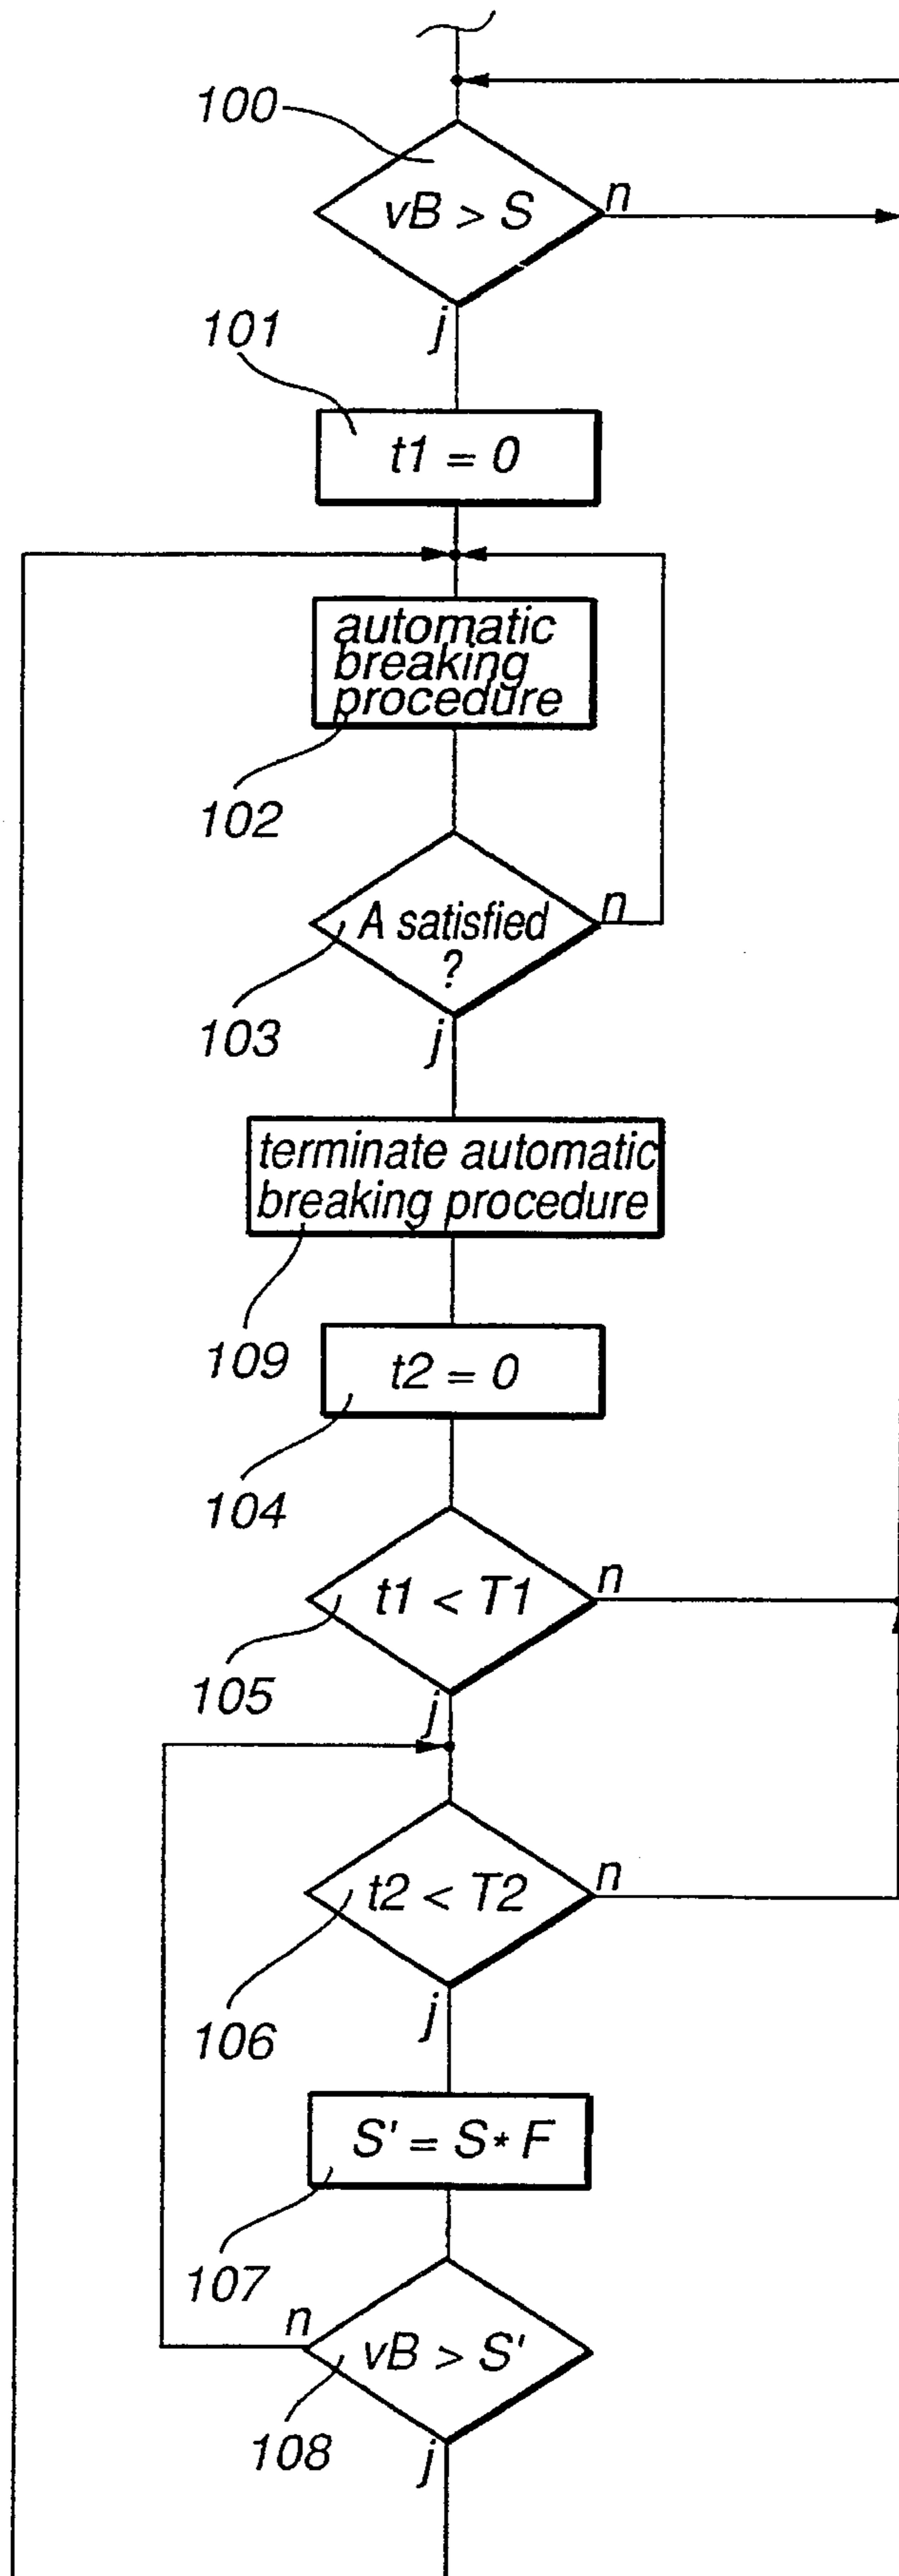 100
vB > S
n
j
101
t1 = 0
automatic
breaking
procedure
102
A satisfied
?
n
103
j
terminate automatic
breaking procedure
109
t2 = 0
104
t1 < T1
n
105
j
t2 < T2
n
106
j
S' = S * F
107
n
vB > S'
108
j